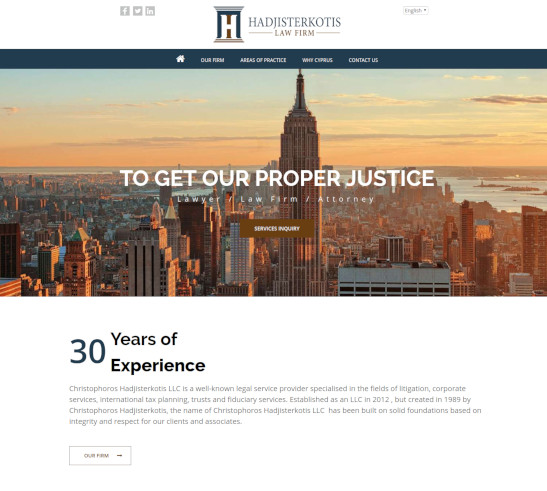 HADJISTERKOTIS
LAW FIRM
English
OUR FIRM AREAS OF PRACTICE WHY CYPRUS CONTACT US
TO GET OUR PROPER JUSTICE
Lawyer / Law Firm / Attorney
SERVICES INQUIRY
30 Years of
Experience
Christophoros Hadjisterkotis LLC is a well-known legal service provider specialised in the fields of litigation, corporate
services, international tax planning, trusts and fiduciary services. Established as an LLC in 2012 , but created in 1989 by
Christophoros Hadjisterkotis, the name of Christophoros Hadjisterkotis LLC has been built on solid foundations based on
integrity and respect for our clients and associates.
OUR FIRM